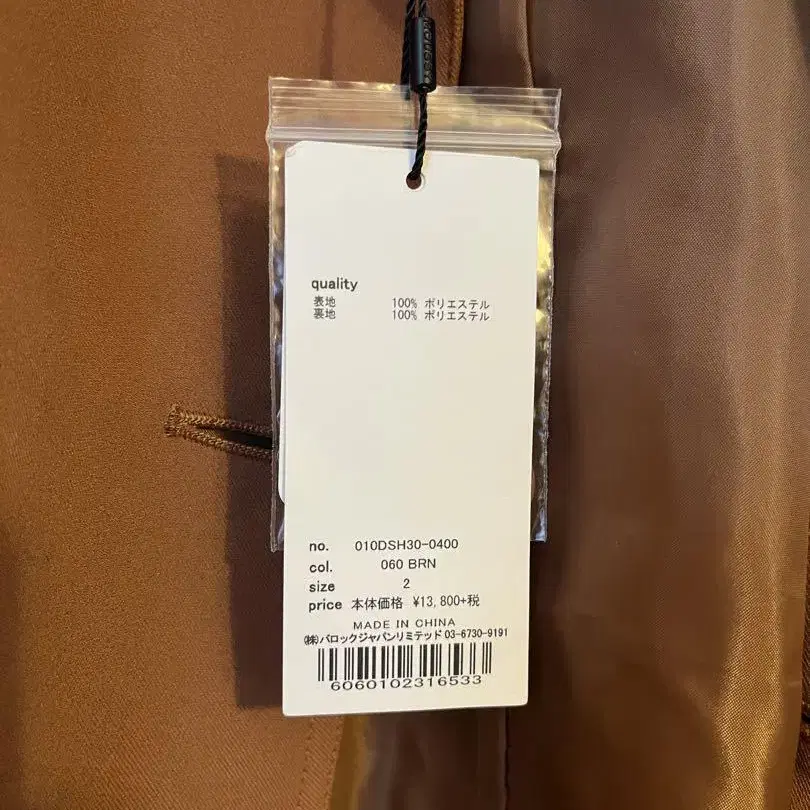 moussy
quality
表地 100% ポリエステル
裏地 100% ポリエステル
no. 010DSH30-0400
col. 060 BRN
size 2
price 本体価格 ¥13,800+税
MADE IN CHINA
㈱バロックジャパンリミテッド 03-6730-9191
6060102316533